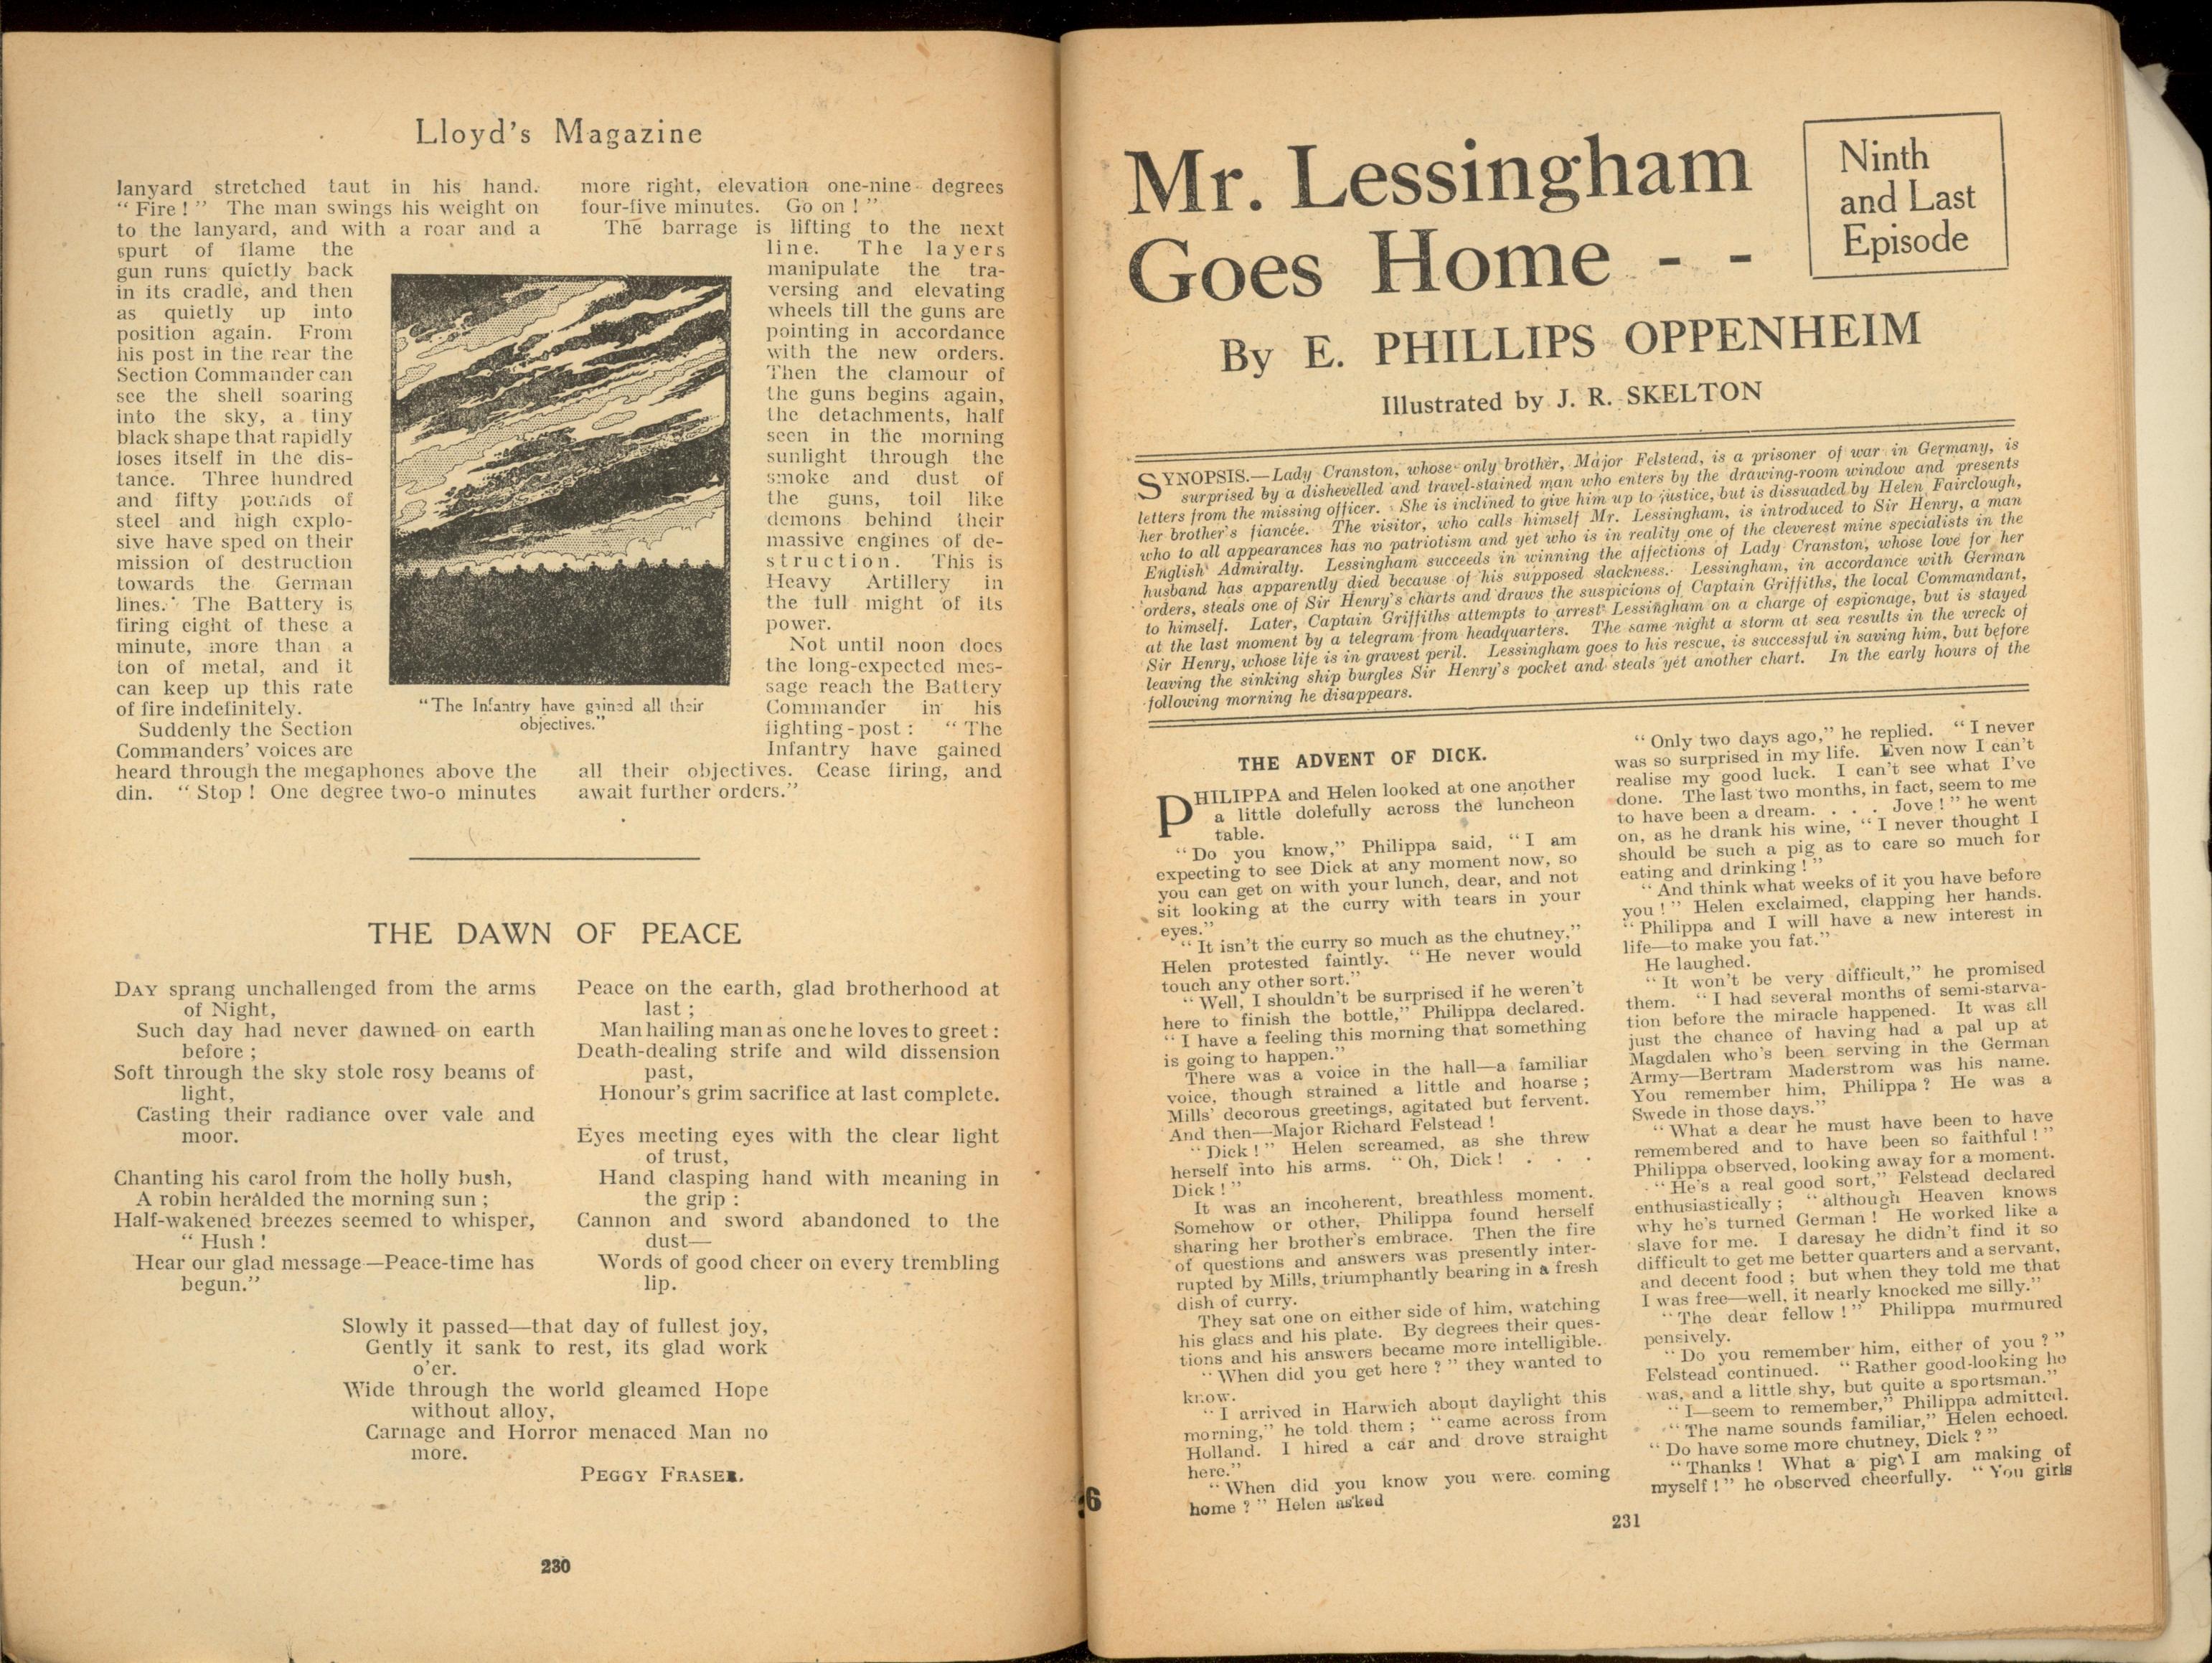 Lloyd's Magazine
lanyard stretched taut in his hand.
“ Fire ! ” The man swings his weight on
to the lanyard, and with a roar and a
spurt of flame the
gun runs quietly back
in its cradle, and then
as quietly up into
position again. From
his post in the rear the
Section Commander can
see the shell soaring
into the sky, a tiny
black shape that rapidly
loses itself in the dis-
tance. Three hundred
and fifty pounds of
steel and high explo-
sive have sped on their
mission of destruction
towards the German
lines. The Battery is
firing eight of these a
minute, more than a
ton of metal, and it
can keep up this rate
of fire indefinitely.
Suddenly the Section
Commanders' voices are
heard through the megaphones above the
din. “ Stop ! One degree two-o minutes
“The Infantry have gained all their
objectives.”
more right, elevation one-nine degrees
four-five minutes. Go on ! ”
The barrage is lifting to the next
line. The layers
manipulate the tra-
versing and elevating
wheels till the guns are
pointing in accordance
with the new orders.
Then the clamour of
the guns begins again,
the detachments, half
seen in the morning
sunlight through the
smoke and dust of
the guns, toil like
demons behind their
massive engines of de-
struction. This is
Heavy Artillery in
the full might of its
power.
Not until noon does
the long-expected mes-
sage reach the Battery
Commander in his
fighting-post : “ The
Infantry have gained
all their objectives. Cease firing, and
await further orders.”
THE DAWN OF PEACE
DAY sprang unchallenged from the arms
of Night,
Such day had never dawned on earth
before ;
Soft through the sky stole rosy beams of
light,
Casting their radiance over vale and
moor.
Chanting his carol from the holly bush,
A robin heralded the morning sun ;
Half-wakened breezes seemed to whisper,
“ Hush !
Hear our glad message—Peace-time has
begun.”
Peace on the earth, glad brotherhood at
last ;
Man hailing man as one he loves to greet :
Death-dealing strife and wild dissension
past,
Honour's grim sacrifice at last complete.
Eyes meeting eyes with the clear light
of trust,
Hand clasping hand with meaning in
the grip :
Cannon and sword abandoned to the
dust—
Words of good cheer on every trembling
lip.
Slowly it passed—that day of fullest joy,
Gently it sank to rest, its glad work
o'er.
Wide through the world gleamed Hope
without alloy,
Carnage and Horror menaced Man no
more.
PEGGY FRASER.
230
Mr. Lessingham
Goes Home - -
Ninth
and Last
Episode
By E. PHILLIPS OPPENHEIM
Illustrated by J. R. SKELTON
SYNOPSIS.—Lady Cranston, whose only brother, Major Felstead, is a prisoner of war in Germany, is
surprised by a dishevelled and travel-stained man who enters by the drawing-room window and presents
letters from the missing officer. She is inclined to give him up to justice, but is dissuaded by Helen Fairclough,
her brother's fiancée. The visitor, who calls himself Mr. Lessingham, is introduced to Sir Henry, a man
who to all appearances has no patriotism and yet who is in reality one of the cleverest mine specialists in the
English Admiralty. Lessingham succeeds in winning the affections of Lady Cranston, whose love for her
husband has apparently died because of his supposed slackness. Lessingham, in accordance with German
orders, steals one of Sir Henry's charts and draws the suspicions of Captain Griffiths, the local Commandant,
to himself. Later, Captain Griffiths attempts to arrest Lessingham on a charge of espionage, but is stayed
at the last moment by a telegram from headquarters. The same night a storm at sea results in the wreck of
Sir Henry, whose life is in gravest peril. Lessingham goes to his rescue, is successful in saving him, but before
leaving the sinking ship burgles Sir Henry's pocket and steals yet another chart. In the early hours of the
following morning he disappears.
THE ADVENT OF DICK.
PHILIPPA and Helen looked at one another
a little dolefully across the luncheon
table.
“ Do you know,” Philippa said, “ I am
expecting to see Dick at any moment now, so
you can get on with your lunch, dear, and not
sit looking at the curry with tears in your
eyes.”
“ It isn't the curry so much as the chutney,”
Helen protested faintly. “ He never would
touch any other sort.”
“ Well, I shouldn't be surprised if he weren't
here to finish the bottle,” Philippa declared.
“ I have a feeling this morning that something
is going to happen.”
There was a voice in the hall—a familiar
voice, though strained a little and hoarse ;
Mills' decorous greetings, agitated but fervent.
And then—Major Richard Felstead !
“ Dick ! ” Helen screamed, as she threw
herself into his arms. “ Oh, Dick ! . . .
Dick ! ”
It was an incoherent, breathless moment.
Somehow or other, Philippa found herself
sharing her brother's embrace. Then the fire
of questions and answers was presently inter-
rupted by Mills, triumphantly bearing in a fresh
dish of curry.
They sat one on either side of him, watching
his glass and his plate. By degrees their ques-
tions and his answers became more intelligible.
“ When did you get here ? ” they wanted to
know.
“ I arrived in Harwich about daylight this
morning,” he told them ; “ came across from
Holland. I hired a car and drove straight
here.”
“ When did you know you were coming
home ? ” Helen asked
“ Only two days ago,” he replied. “ I never
was so surprised in my life. Even now I can't
realise my good luck. I can't see what I've
done. The last two months, in fact, seem to me
to have been a dream. . . . Jove ! ” he went
on, as he drank his wine, “ I never thought I
should be such a pig as to care so much for
eating and drinking ! ”
“ And think what weeks of it you have before
you ! ” Helen exclaimed, clapping her hands.
“ Philippa and I will have a new interest in
life—to make you fat.”
He laughed.
“ It won't be very difficult,” he promised
them. “ I had several months of semi-starva-
tion before the miracle happened. It was all
just the chance of having had a pal up at
Magdalen who's been serving in the German
Army—Bertram Maderstrom was his name.
You remember him, Philippa ? He was a
Swede in those days.”
“ What a dear he must have been to have
remembered and to have been so faithful ! ”
Philippa observed, looking away for a moment.
“ He's a real good sort,” Felstead declared
enthusiastically ; “ although Heaven knows
why he's turned German ! He worked like a
slave for me. I daresay he didn't find it so
difficult to get me better quarters and a servant,
and decent food ; but when they told me that
I was free—well, it nearly knocked me silly.”
“ The dear fellow ! ” Philippa murmured
pensively.
“ Do you remember him, either of you ? ”
Felstead continued. “ Rather good-looking he
was, and a little shy, but quite a sportsman.”
“ I—seem to remember,” Philippa admitted.
“ The name sounds familiar,” Helen echoed.
“ Do have some more chutney, Dick ? ”
“ Thanks ! What a pig I am making of
myself ! ” he observed cheerfully. “ You girls
231